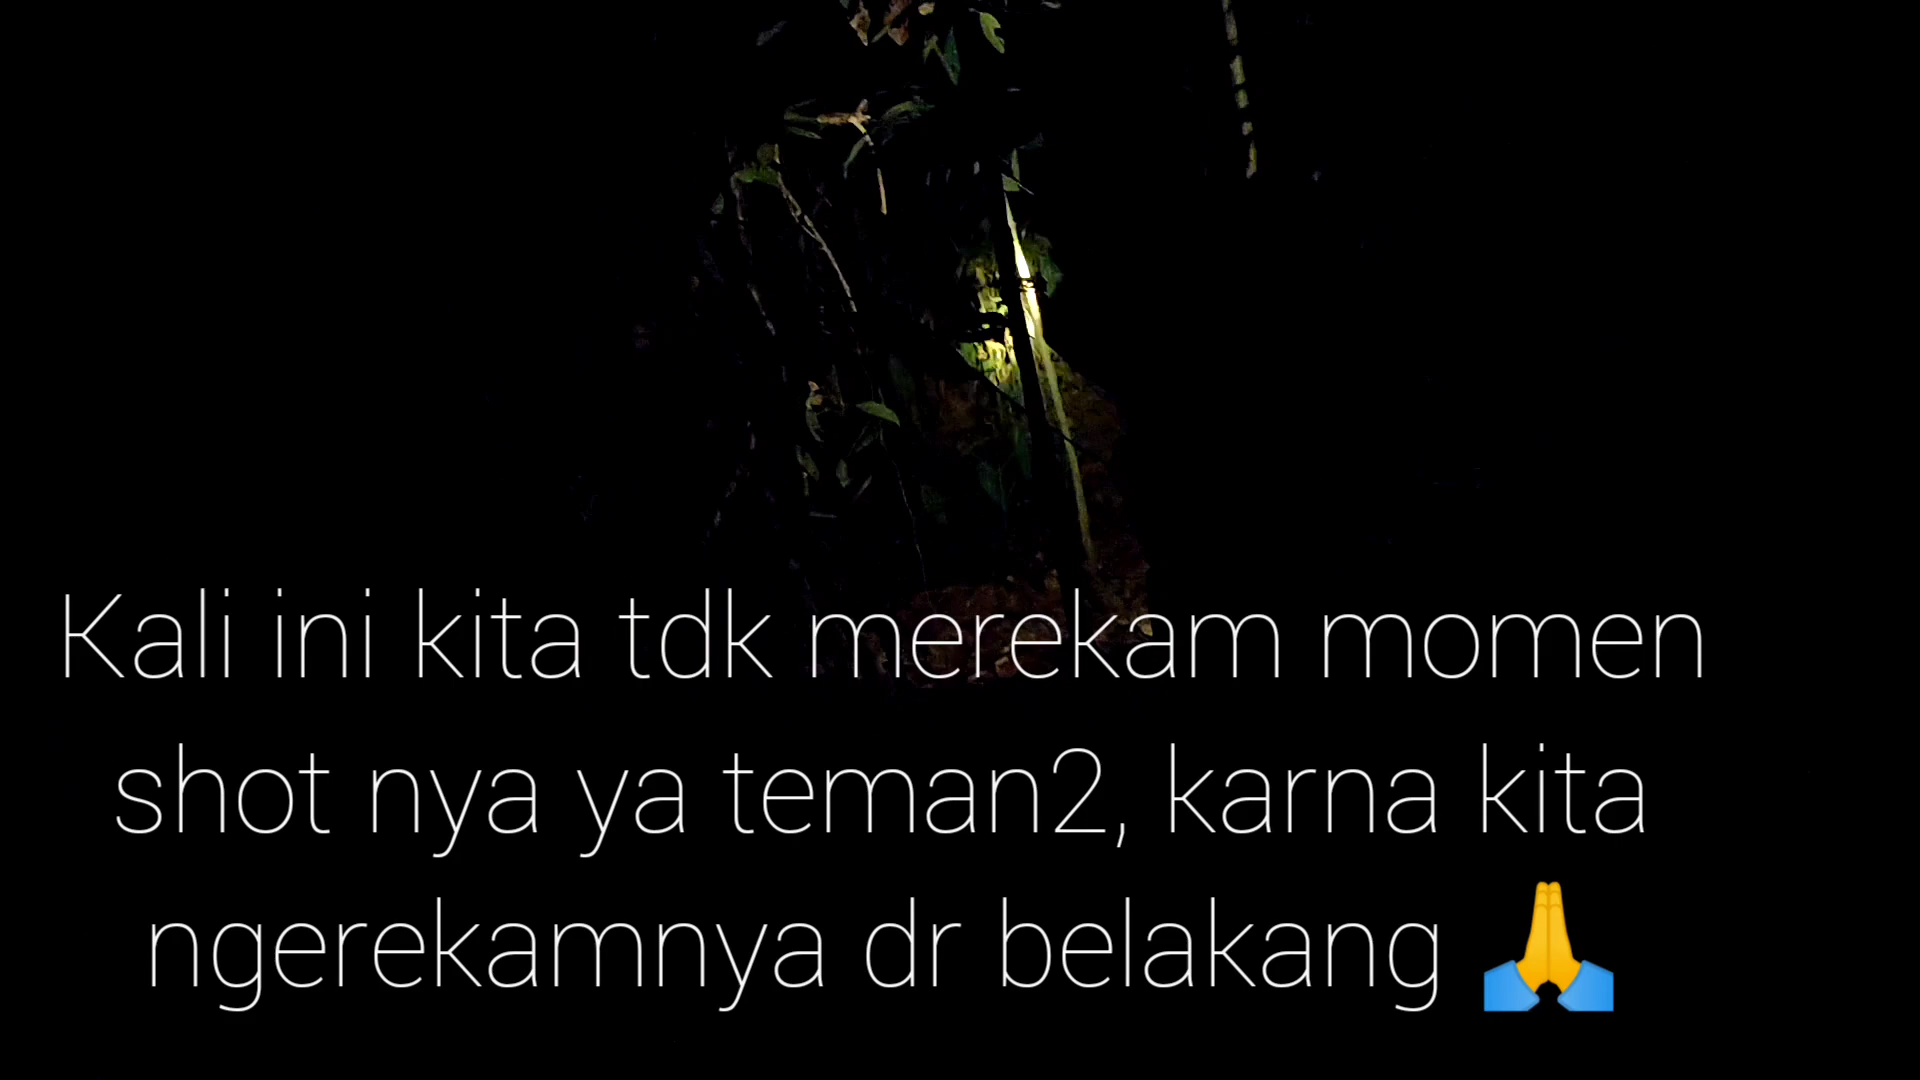 Kali ini kita tdk merekam momen
shot nya ya teman2, karna kita
ngerekamnya dr belakang 🙏